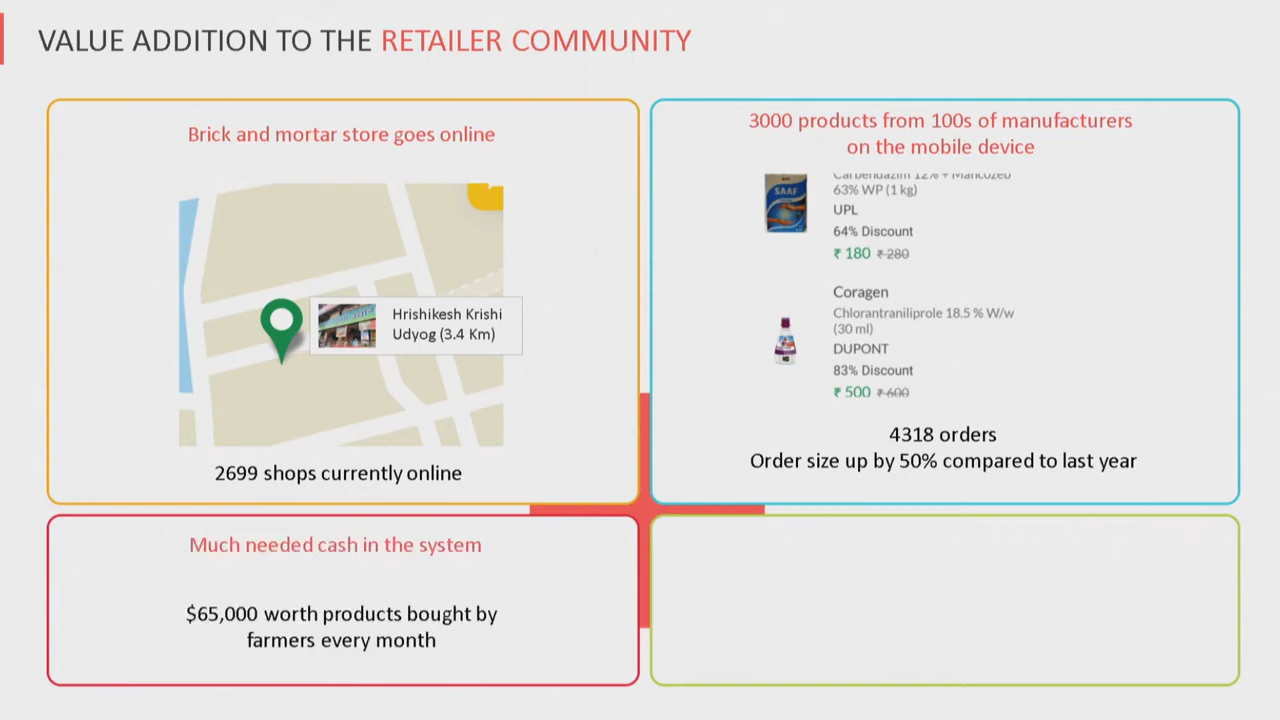 VALUE ADDITION TO THE RETAILER COMMUNITY
Brick and mortar store goes online
Hrishikesh Krishi
Udyog (3.4 Km)
2699 shops currently online
3000 products from 100s of manufacturers
on the mobile device
SAAF
Carbendazim 12% + Mancozeb
63% WP (1 kg)
UPL
64% Discount
₹ 180 ₹ 280
Coragen
Chlorantraniliprole 18.5 % W/w
(30 ml)
DUPONT
83% Discount
₹ 500 ₹ 600
4318 orders
Order size up by 50% compared to last year
Much needed cash in the system
$65,000 worth products bought by
farmers every month